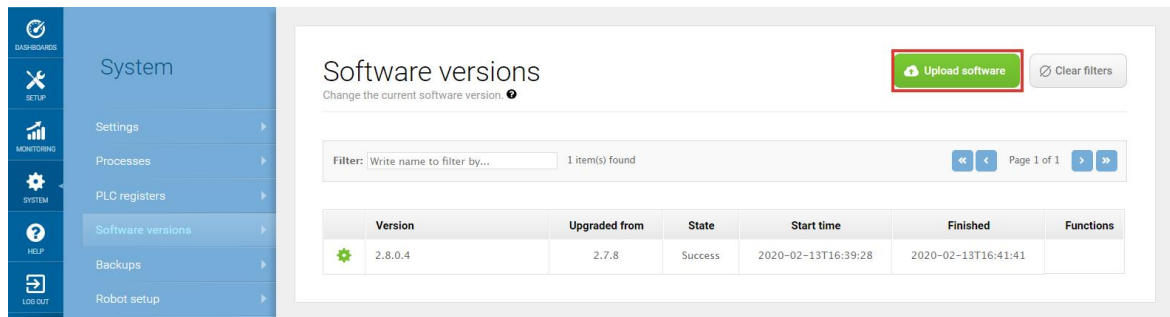 DASHBOARDS
SETUP
MONITORING
SYSTEM
HELP
LOG OUT
System
Settings
Processes
PLC registers
Software versions
Backups
Robot setup
Software versions
Change the current software version.
Upload software
Clear filters
Filter: Write name to filter by... 1 item(s) found
Page 1 of 1
Version Upgraded from State Start time Finished Functions
2.8.0.4 2.7.8 Success 2020-02-13T16:39:28 2020-02-13T16:41:41